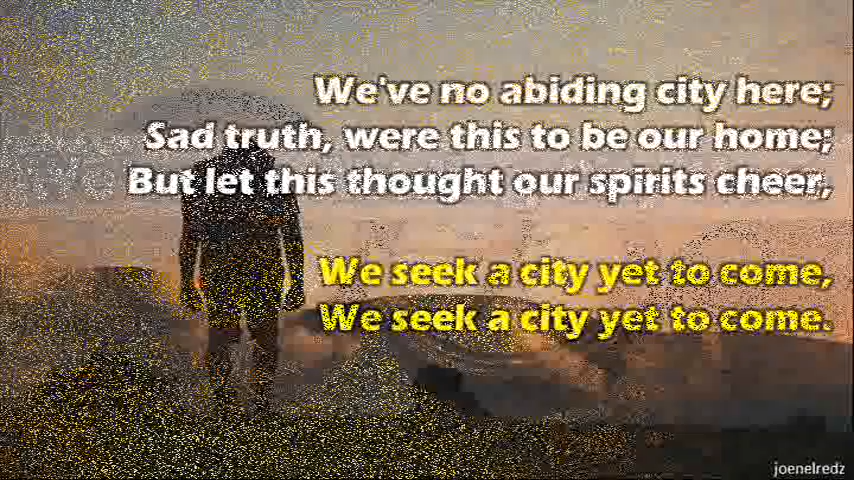 We've no abiding city here;
Sad truth, were this to be our home;
But let this thought our spirits cheer,
We seek a city yet to come,
We seek a city yet to come.
joenelredz